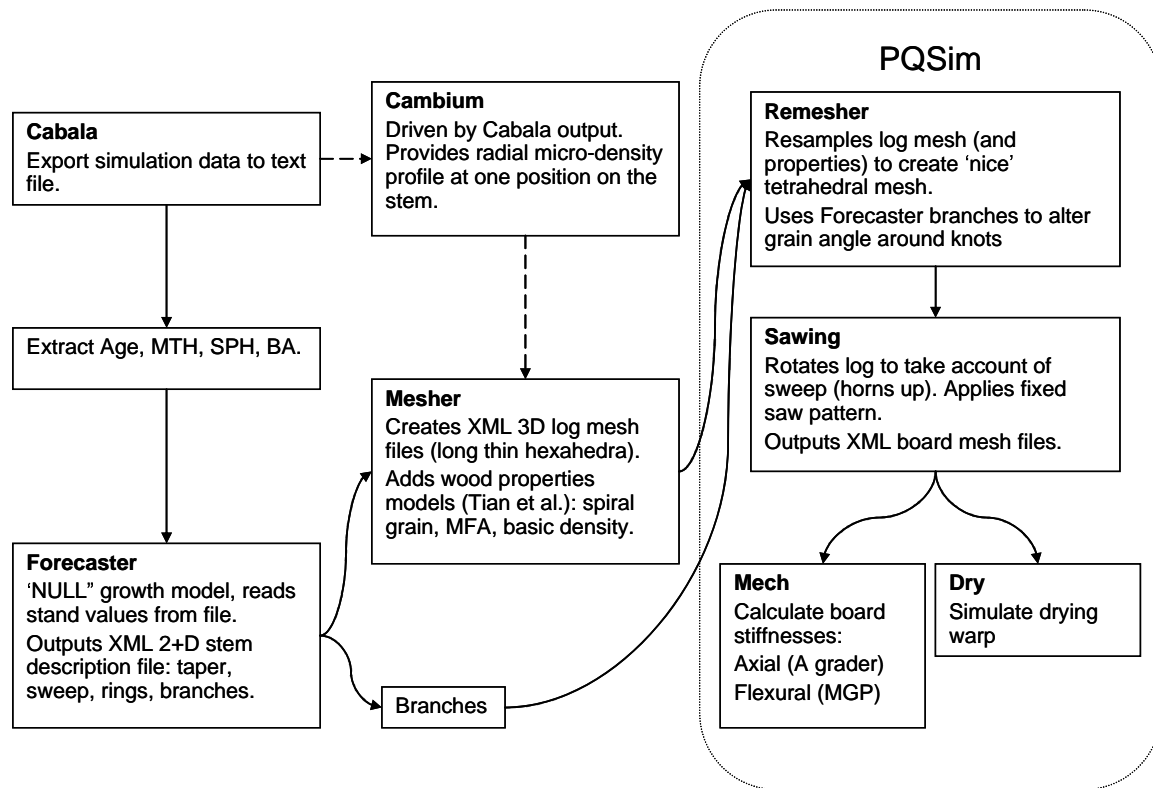 Cabala
Export simulation data to text
file.
Extract Age, MTH, SPH, BA.
Forecaster
‘NULL” growth model, reads
stand values from file.
Outputs XML 2+D stem
description file: taper,
sweep, rings, branches.
Cambium
Driven by Cabala output.
Provides radial micro-density
profile at one position on the
stem.
Mesher
Creates XML 3D log mesh
files (long thin hexahedra).
Adds wood properties
models (Tian et al.): spiral
grain, MFA, basic density.
Branches
PQSim
Remesher
Resamples log mesh (and
properties) to create ‘nice’
tetrahedral mesh.
Uses Forecaster branches to alter
grain angle around knots
Sawing
Rotates log to take account of
sweep (horns up). Applies fixed
saw pattern.
Outputs XML board mesh files.
Mech
Calculate board
stiffnesses:
Axial (A grader)
Flexural (MGP)
Dry
Simulate drying
warp